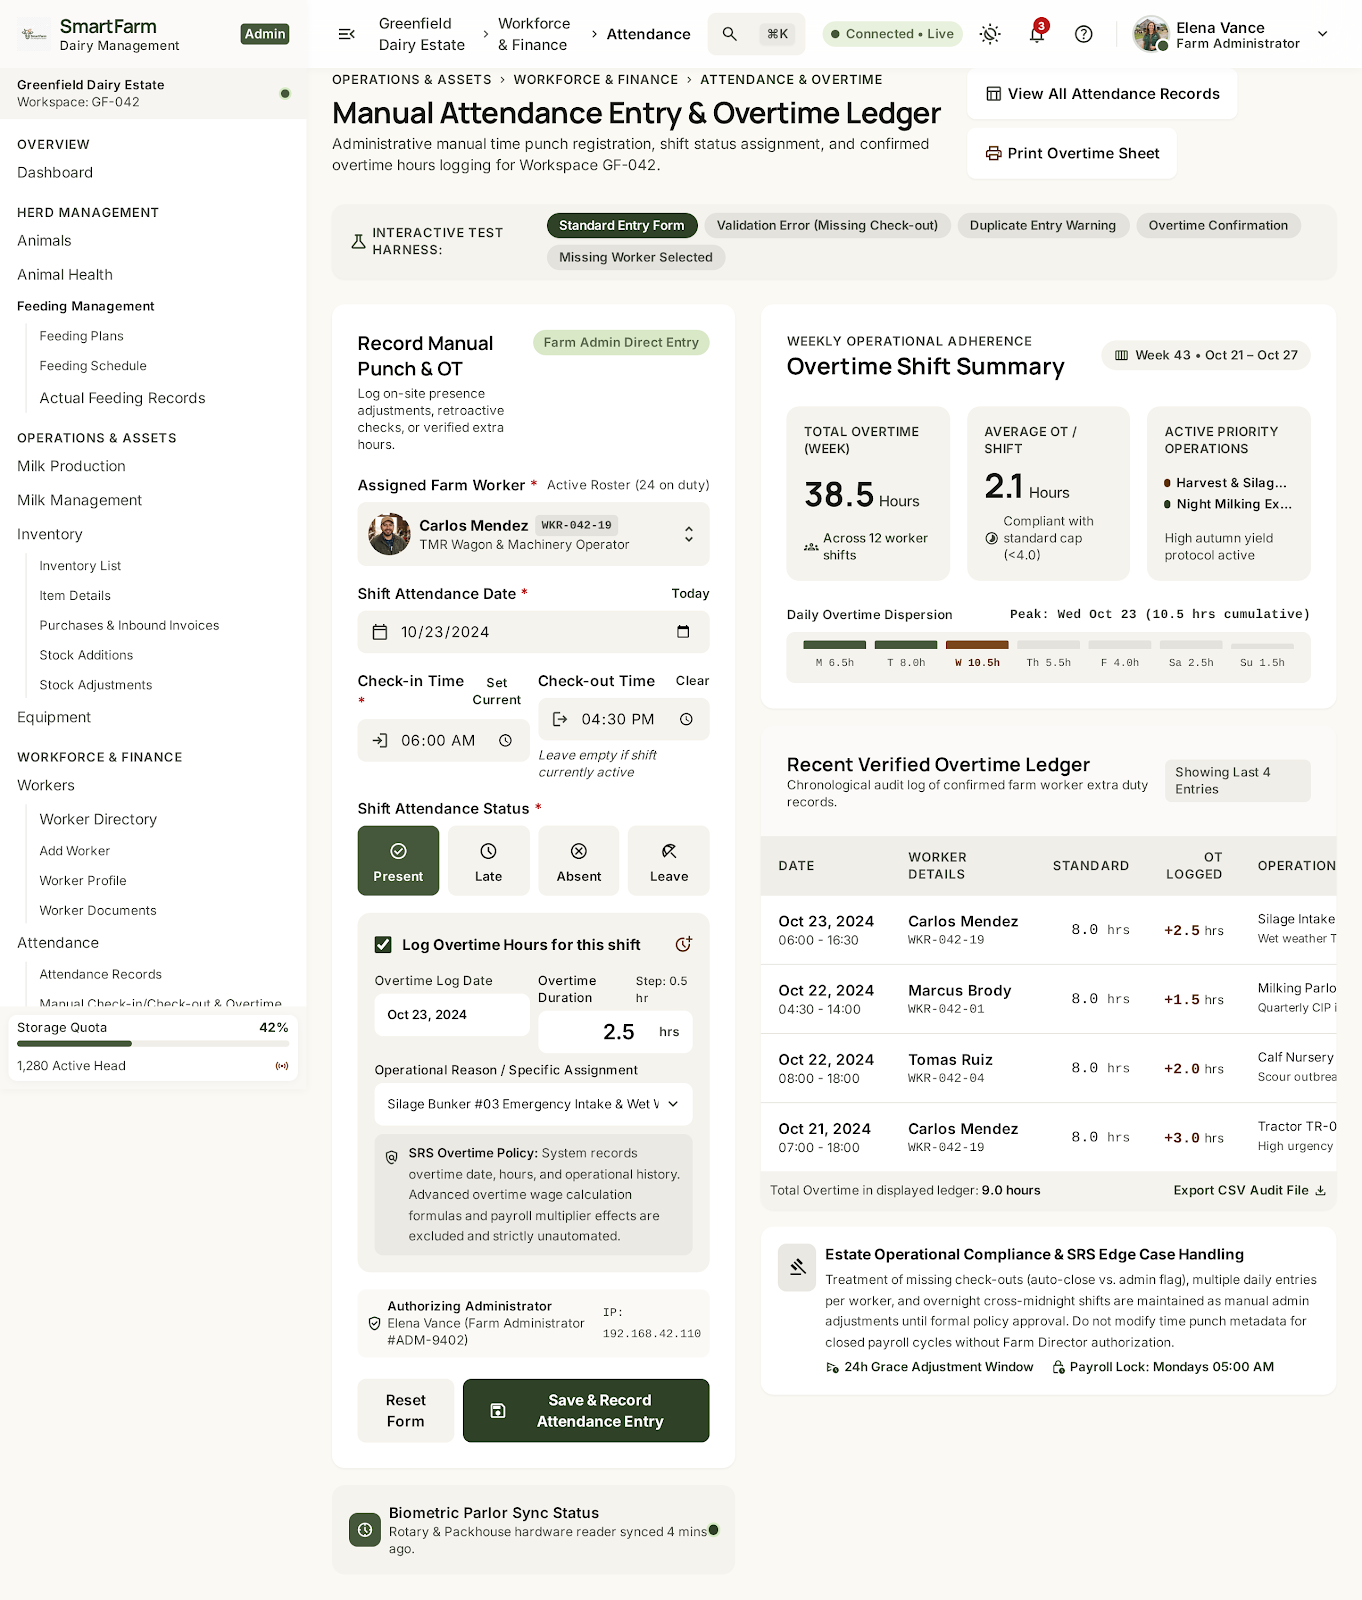 SmartFarm
Dairy Management
Admin
Greenfield Dairy Estate
Workspace: GF-042
OVERVIEW
Dashboard
HERD MANAGEMENT
Animals
Animal Health
Feeding Management
Feeding Plans
Feeding Schedule
Actual Feeding Records
OPERATIONS & ASSETS
Milk Production
Milk Management
Inventory
Inventory List
Item Details
Purchases & Inbound Invoices
Stock Additions
Stock Adjustments
Equipment
WORKFORCE & FINANCE
Workers
Worker Directory
Add Worker
Worker Profile
Worker Documents
Attendance
Attendance Records
Manual Check-in/Check-out & Overtime
Storage Quota 42%
1,280 Active Head
Greenfield
Dairy Estate
Workforce
& Finance
Attendance
⌘K
Connected • Live
3
Elena Vance
Farm Administrator
OPERATIONS & ASSETS › WORKFORCE & FINANCE › ATTENDANCE & OVERTIME
Manual Attendance Entry & Overtime Ledger
Administrative manual time punch registration, shift status assignment, and confirmed
overtime hours logging for Workspace GF-042.
View All Attendance Records
Print Overtime Sheet
INTERACTIVE TEST
HARNESS:
Standard Entry Form
Validation Error (Missing Check-out)
Duplicate Entry Warning
Overtime Confirmation
Missing Worker Selected
Record Manual
Punch & OT
Farm Admin Direct Entry
Log on-site presence
adjustments, retroactive
checks, or verified extra
hours.
Assigned Farm Worker * Active Roster (24 on duty)
Carlos Mendez WKR-042-19
TMR Wagon & Machinery Operator
Shift Attendance Date * Today
10/23/2024
Check-in Time
*
Set
Current
06:00 AM
Check-out Time Clear
04:30 PM
Leave empty if shift
currently active
Shift Attendance Status *
Present
Late
Absent
Leave
Log Overtime Hours for this shift
Overtime Log Date
Oct 23, 2024
Overtime
Duration
Step: 0.5
hr
2.5 hrs
Operational Reason / Specific Assignment
Silage Bunker #03 Emergency Intake & Wet
SRS Overtime Policy: System records
overtime date, hours, and operational history.
Advanced overtime wage calculation
formulas and payroll multiplier effects are
excluded and strictly unautomated.
Authorizing Administrator
Elena Vance (Farm Administrator
#ADM-9402)
IP:
192.168.42.110
Reset
Form
Save & Record
Attendance Entry
Biometric Parlor Sync Status
Rotary & Packhouse hardware reader synced 4 mins
ago.
WEEKLY OPERATIONAL ADHERENCE
Overtime Shift Summary
Week 43 • Oct 21 – Oct 27
TOTAL OVERTIME
(WEEK)
38.5 Hours
Across 12 worker
shifts
AVERAGE OT /
SHIFT
2.1 Hours
Compliant with
standard cap
(<4.0)
ACTIVE PRIORITY
OPERATIONS
Harvest & Silag...
Night Milking Ex...
High autumn yield
protocol active
Daily Overtime Dispersion Peak: Wed Oct 23 (10.5 hrs cumulative)
M 6.5h T 8.0h W 10.5h Th 5.5h F 4.0h Sa 2.5h Su 1.5h
Recent Verified Overtime Ledger
Chronological audit log of confirmed farm worker extra duty
records.
Showing Last 4
Entries
DATE WORKER DETAILS STANDARD OT LOGGED OPERATION
Oct 23, 2024 Carlos Mendez 8.0 hrs +2.5 hrs Silage Intake
06:00 - 16:30 WKR-042-19 Wet weather T
Oct 22, 2024 Marcus Brody 8.0 hrs +1.5 hrs Milking Parlo
04:30 - 14:00 WKR-042-01 Quarterly CIP i
Oct 22, 2024 Tomas Ruiz 8.0 hrs +2.0 hrs Calf Nursery
08:00 - 18:00 WKR-042-04 Scour outbrea
Oct 21, 2024 Carlos Mendez 8.0 hrs +3.0 hrs Tractor TR-0
07:00 - 18:00 WKR-042-19 High urgency
Total Overtime in displayed ledger: 9.0 hours Export CSV Audit File
Estate Operational Compliance & SRS Edge Case Handling
Treatment of missing check-outs (auto-close vs. admin flag), multiple daily entries
per worker, and overnight cross-midnight shifts are maintained as manual admin
adjustments until formal policy approval. Do not modify time punch metadata for
closed payroll cycles without Farm Director authorization.
24h Grace Adjustment Window Payroll Lock: Mondays 05:00 AM